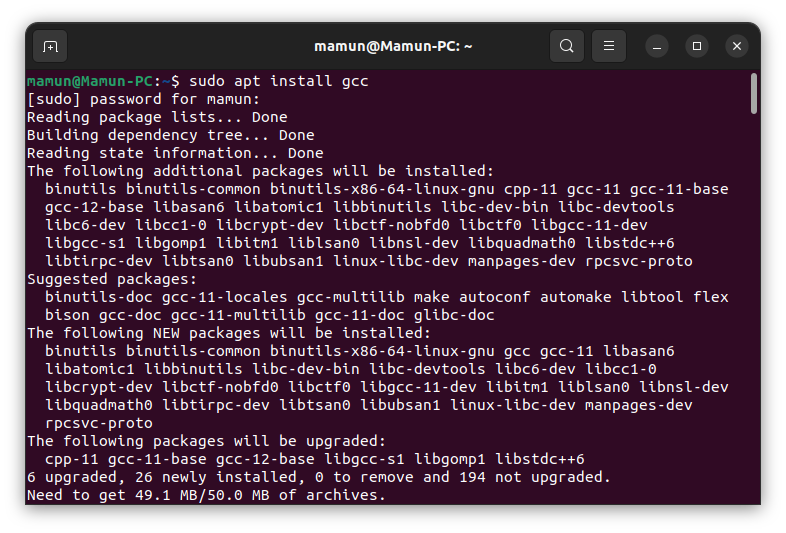 mamun@Mamun-PC: ~
mamun@Mamun-PC:~$ sudo apt install gcc
[sudo] password for mamun:
Reading package lists... Done
Building dependency tree... Done
Reading state information... Done
The following additional packages will be installed:
  binutils binutils-common binutils-x86-64-linux-gnu cpp-11 gcc-11 gcc-11-base
  gcc-12-base libasan6 libatomic1 libbinutils libc-dev-bin libc-devtools
  libc6-dev libcc1-0 libcrypt-dev libctf-nobfd0 libctf0 libgcc-11-dev
  libgcc-s1 libgomp1 libitm1 liblsan0 libnsl-dev libquadmath0 libstdc++6
  libtirpc-dev libtsan0 libubsan1 linux-libc-dev manpages-dev rpcsvc-proto
Suggested packages:
  binutils-doc gcc-11-locales gcc-multilib make autoconf automake libtool flex
  bison gcc-doc gcc-11-multilib gcc-11-doc glibc-doc
The following NEW packages will be installed:
  binutils binutils-common binutils-x86-64-linux-gnu gcc gcc-11 libasan6
  libatomic1 libbinutils libc-dev-bin libc-devtools libc6-dev libcc1-0
  libcrypt-dev libctf-nobfd0 libctf0 libgcc-11-dev libitm1 liblsan0 libnsl-dev
  libquadmath0 libtirpc-dev libtsan0 libubsan1 linux-libc-dev manpages-dev
  rpcsvc-proto
The following packages will be upgraded:
  cpp-11 gcc-11-base gcc-12-base libgcc-s1 libgomp1 libstdc++6
6 upgraded, 26 newly installed, 0 to remove and 194 not upgraded.
Need to get 49.1 MB/50.0 MB of archives.